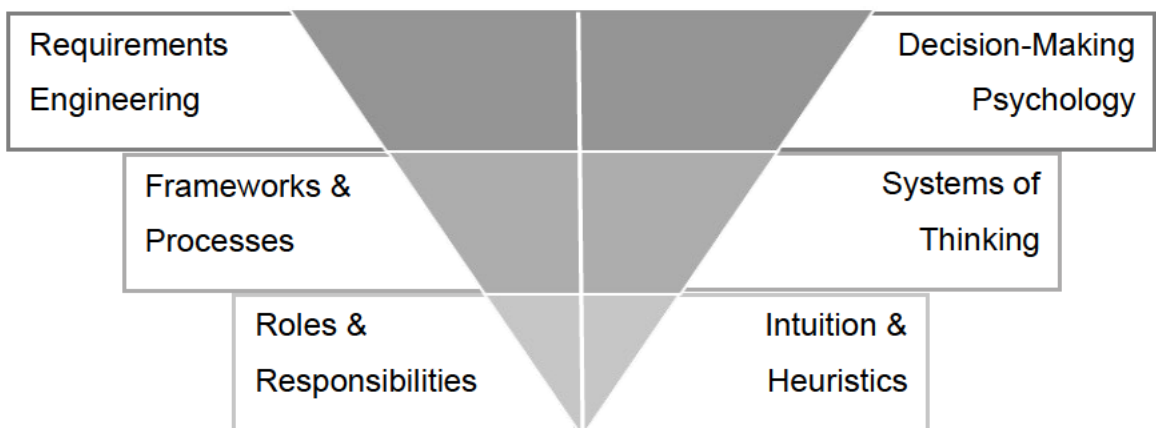 Requirements
Engineering
Decision-Making
Psychology
Frameworks &
Processes
Systems of
Thinking
Roles &
Responsibilities
Intuition &
Heuristics